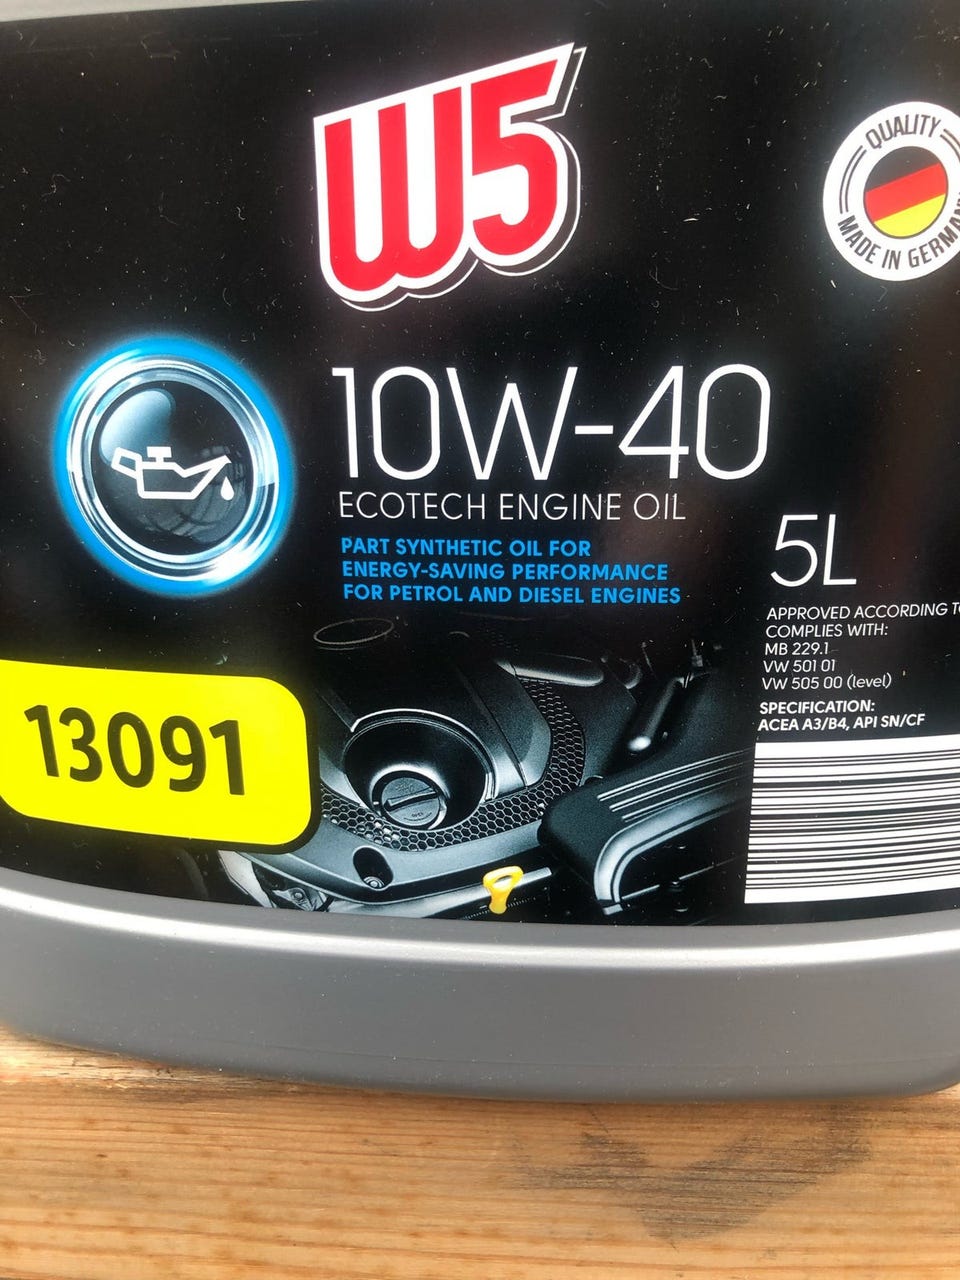 W5
QUALITY
MADE IN GERMANY
10W-40
ECOTECH ENGINE OIL
PART SYNTHETIC OIL FOR
ENERGY-SAVING PERFORMANCE
FOR PETROL AND DIESEL ENGINES
5L
APPROVED ACCORDING TO
COMPLIES WITH:
MB 229.1
VW 501 01
VW 505 00 (level)
SPECIFICATION:
ACEA A3/B4, API SN/CF
13091